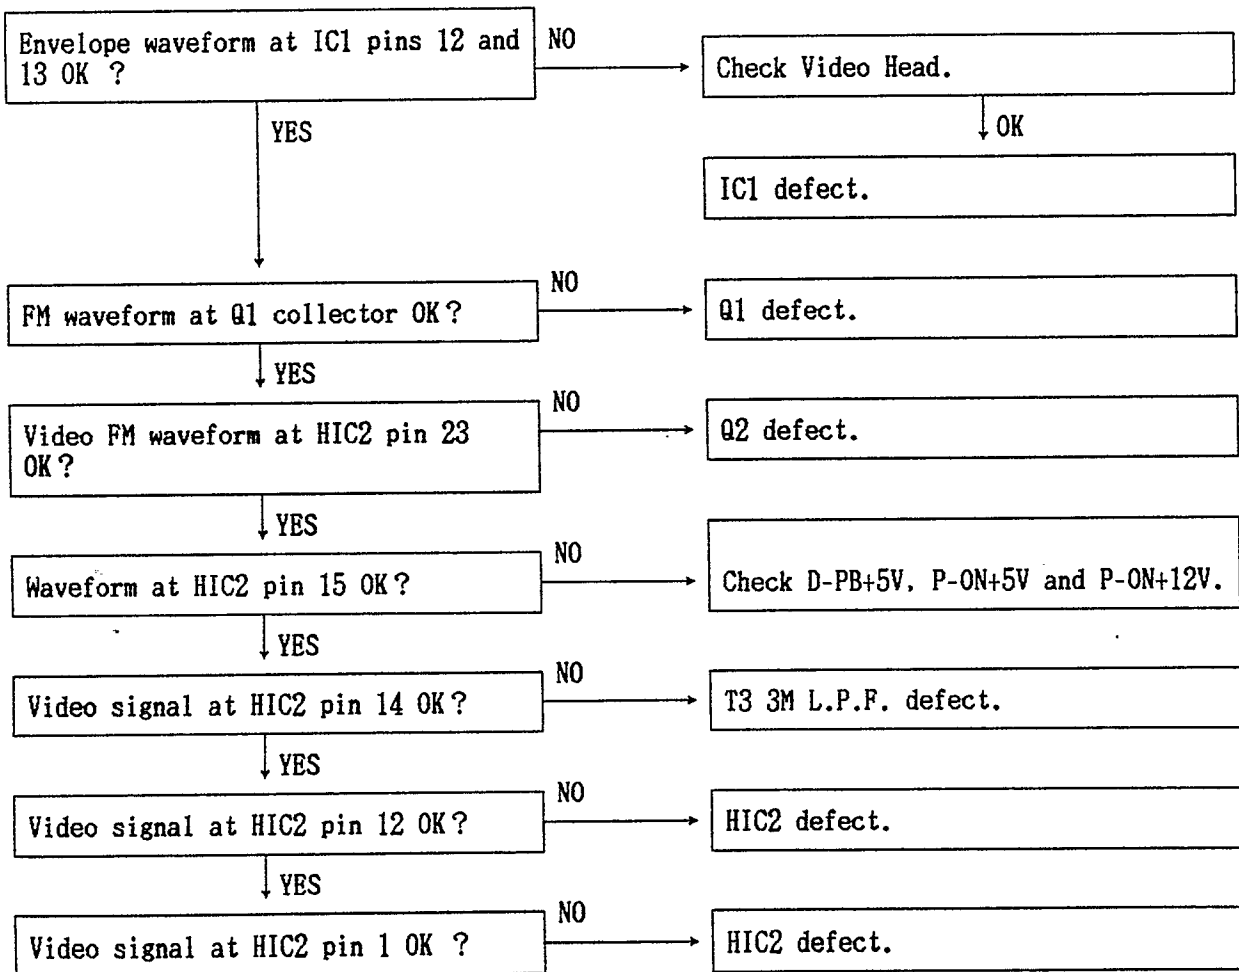 Envelope waveform at IC1 pins 12 and
13 OK ?
NO
Check Video Head.
YES
OK
IC1 defect.
FM waveform at Q1 collector OK?
NO
Q1 defect.
YES
Video FM waveform at HIC2 pin 23
OK?
NO
Q2 defect.
YES
Waveform at HIC2 pin 15 OK?
NO
Check D-PB+5V, P-ON+5V and P-ON+12V.
YES
Video signal at HIC2 pin 14 OK?
NO
T3 3M L.P.F. defect.
YES
Video signal at HIC2 pin 12 OK?
NO
HIC2 defect.
YES
Video signal at HIC2 pin 1 OK ?
NO
HIC2 defect.